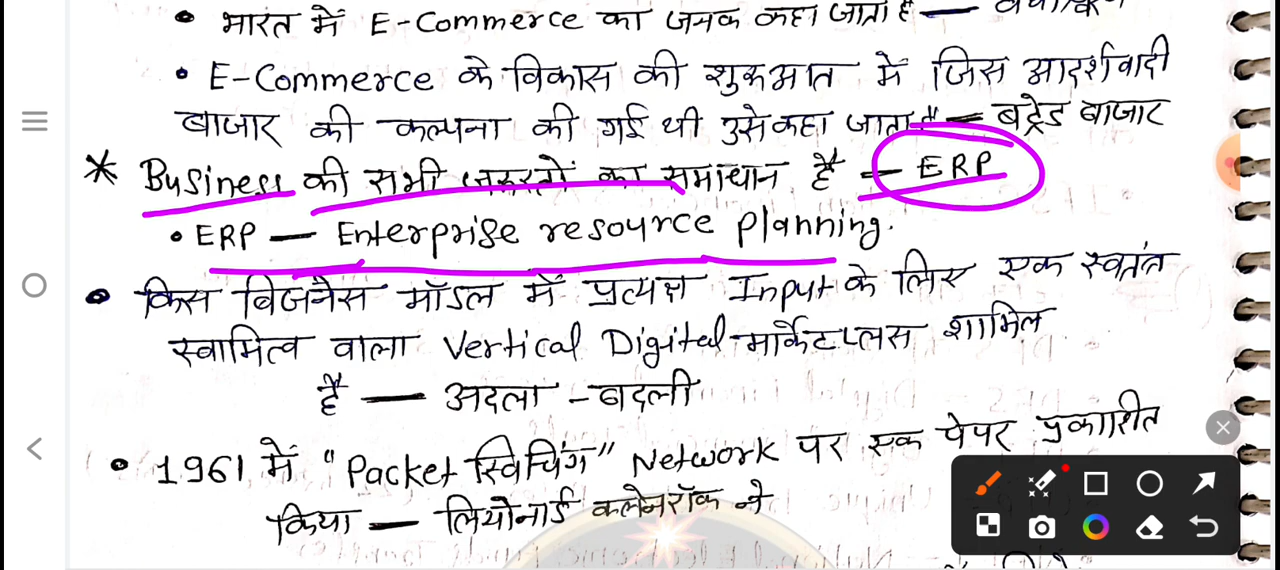 • भारत में E-Commerce का जनक कहा जाता है —
• E-Commerce के विकास की शुरुआत में जिस आदर्शवादी
बाजार की कल्पना की गई थी उसे कहा जाता है — बट्रेड बाजार
* Business की सभी जरूरतों का समाधान है — ERP
• ERP — Enterprise resource planning.
• किस बिजनैस मॉडल में प्रत्यक्ष Input के लिए एक स्वतंत
स्वामित्व वाला Vertical Digital मार्केटप्लस शामिल
है — अदला - बदली
• 1961 में "Packet स्विचिंग" Network पर एक पेपर प्रकाशीत
किया — लियोनार्ड क्लेनरॉक ने